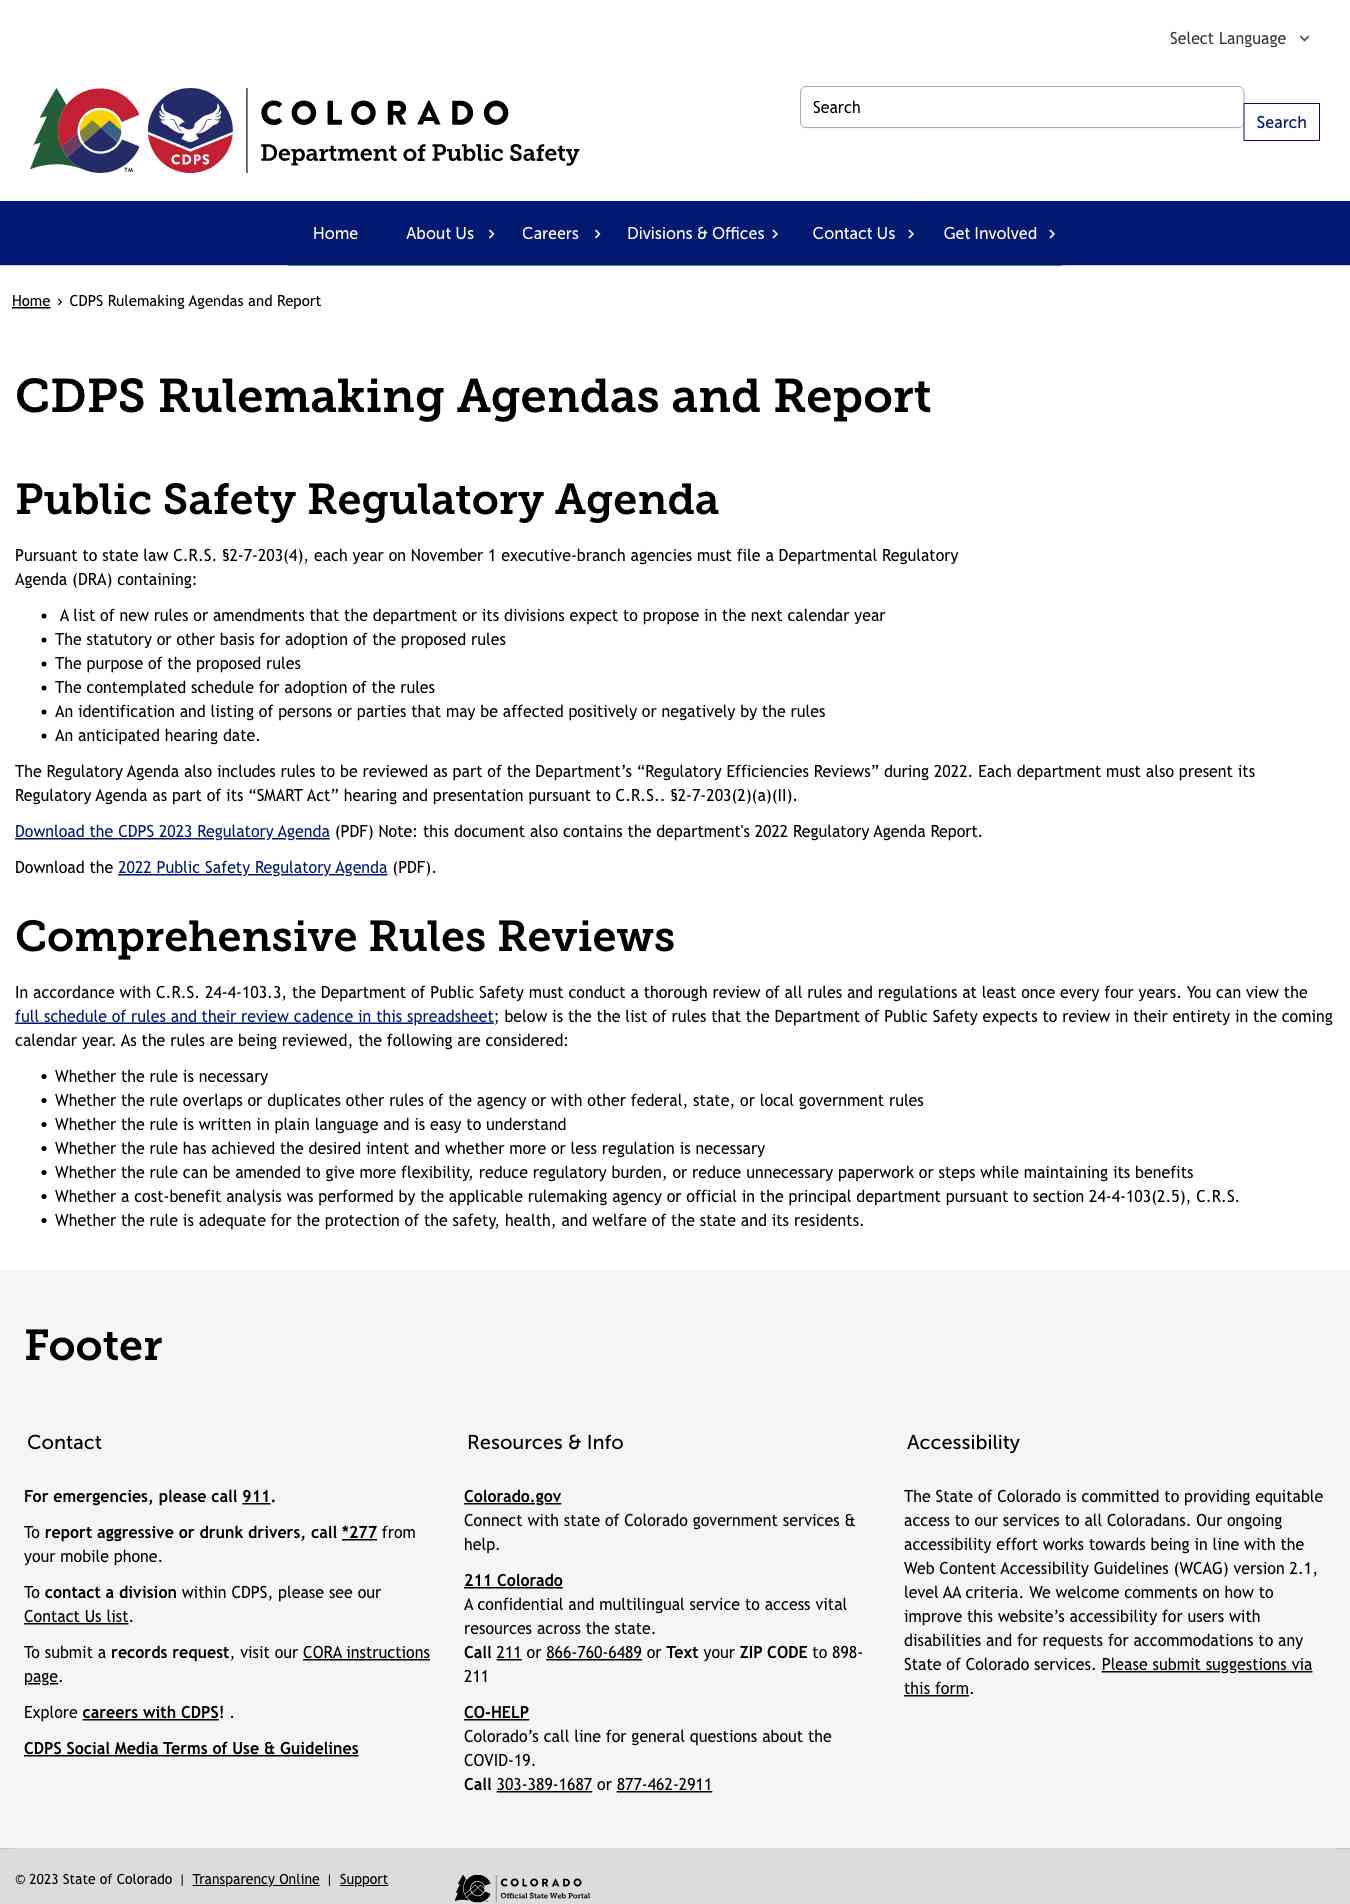 Select Language
COLORADO
Department of Public Safety
CDPS
TM
Search
Search
Home About Us Careers Divisions & Offices Contact Us Get Involved
Home › CDPS Rulemaking Agendas and Report
CDPS Rulemaking Agendas and Report
Public Safety Regulatory Agenda
Pursuant to state law C.R.S. §2-7-203(4), each year on November 1 executive-branch agencies must file a Departmental Regulatory
Agenda (DRA) containing:
• A list of new rules or amendments that the department or its divisions expect to propose in the next calendar year
• The statutory or other basis for adoption of the proposed rules
• The purpose of the proposed rules
• The contemplated schedule for adoption of the rules
• An identification and listing of persons or parties that may be affected positively or negatively by the rules
• An anticipated hearing date.
The Regulatory Agenda also includes rules to be reviewed as part of the Department’s “Regulatory Efficiencies Reviews” during 2022. Each department must also present its
Regulatory Agenda as part of its “SMART Act” hearing and presentation pursuant to C.R.S.. §2-7-203(2)(a)(II).
Download the CDPS 2023 Regulatory Agenda (PDF) Note: this document also contains the department's 2022 Regulatory Agenda Report.
Download the 2022 Public Safety Regulatory Agenda (PDF).
Comprehensive Rules Reviews
In accordance with C.R.S. 24-4-103.3, the Department of Public Safety must conduct a thorough review of all rules and regulations at least once every four years. You can view the
full schedule of rules and their review cadence in this spreadsheet; below is the the list of rules that the Department of Public Safety expects to review in their entirety in the coming
calendar year. As the rules are being reviewed, the following are considered:
• Whether the rule is necessary
• Whether the rule overlaps or duplicates other rules of the agency or with other federal, state, or local government rules
• Whether the rule is written in plain language and is easy to understand
• Whether the rule has achieved the desired intent and whether more or less regulation is necessary
• Whether the rule can be amended to give more flexibility, reduce regulatory burden, or reduce unnecessary paperwork or steps while maintaining its benefits
• Whether a cost-benefit analysis was performed by the applicable rulemaking agency or official in the principal department pursuant to section 24-4-103(2.5), C.R.S.
• Whether the rule is adequate for the protection of the safety, health, and welfare of the state and its residents.
Footer
Contact
For emergencies, please call 911.
To report aggressive or drunk drivers, call *277 from
your mobile phone.
To contact a division within CDPS, please see our
Contact Us list.
To submit a records request, visit our CORA instructions
page.
Explore careers with CDPS! .
CDPS Social Media Terms of Use & Guidelines
Resources & Info
Colorado.gov
Connect with state of Colorado government services &
help.
211 Colorado
A confidential and multilingual service to access vital
resources across the state.
Call 211 or 866-760-6489 or Text your ZIP CODE to 898-
211
CO-HELP
Colorado’s call line for general questions about the
COVID-19.
Call 303-389-1687 or 877-462-2911
Accessibility
The State of Colorado is committed to providing equitable
access to our services to all Coloradans. Our ongoing
accessibility effort works towards being in line with the
Web Content Accessibility Guidelines (WCAG) version 2.1,
level AA criteria. We welcome comments on how to
improve this website’s accessibility for users with
disabilities and for requests for accommodations to any
State of Colorado services. Please submit suggestions via
this form.
© 2023 State of Colorado | Transparency Online | Support
COLORADO
Official State Web Portal